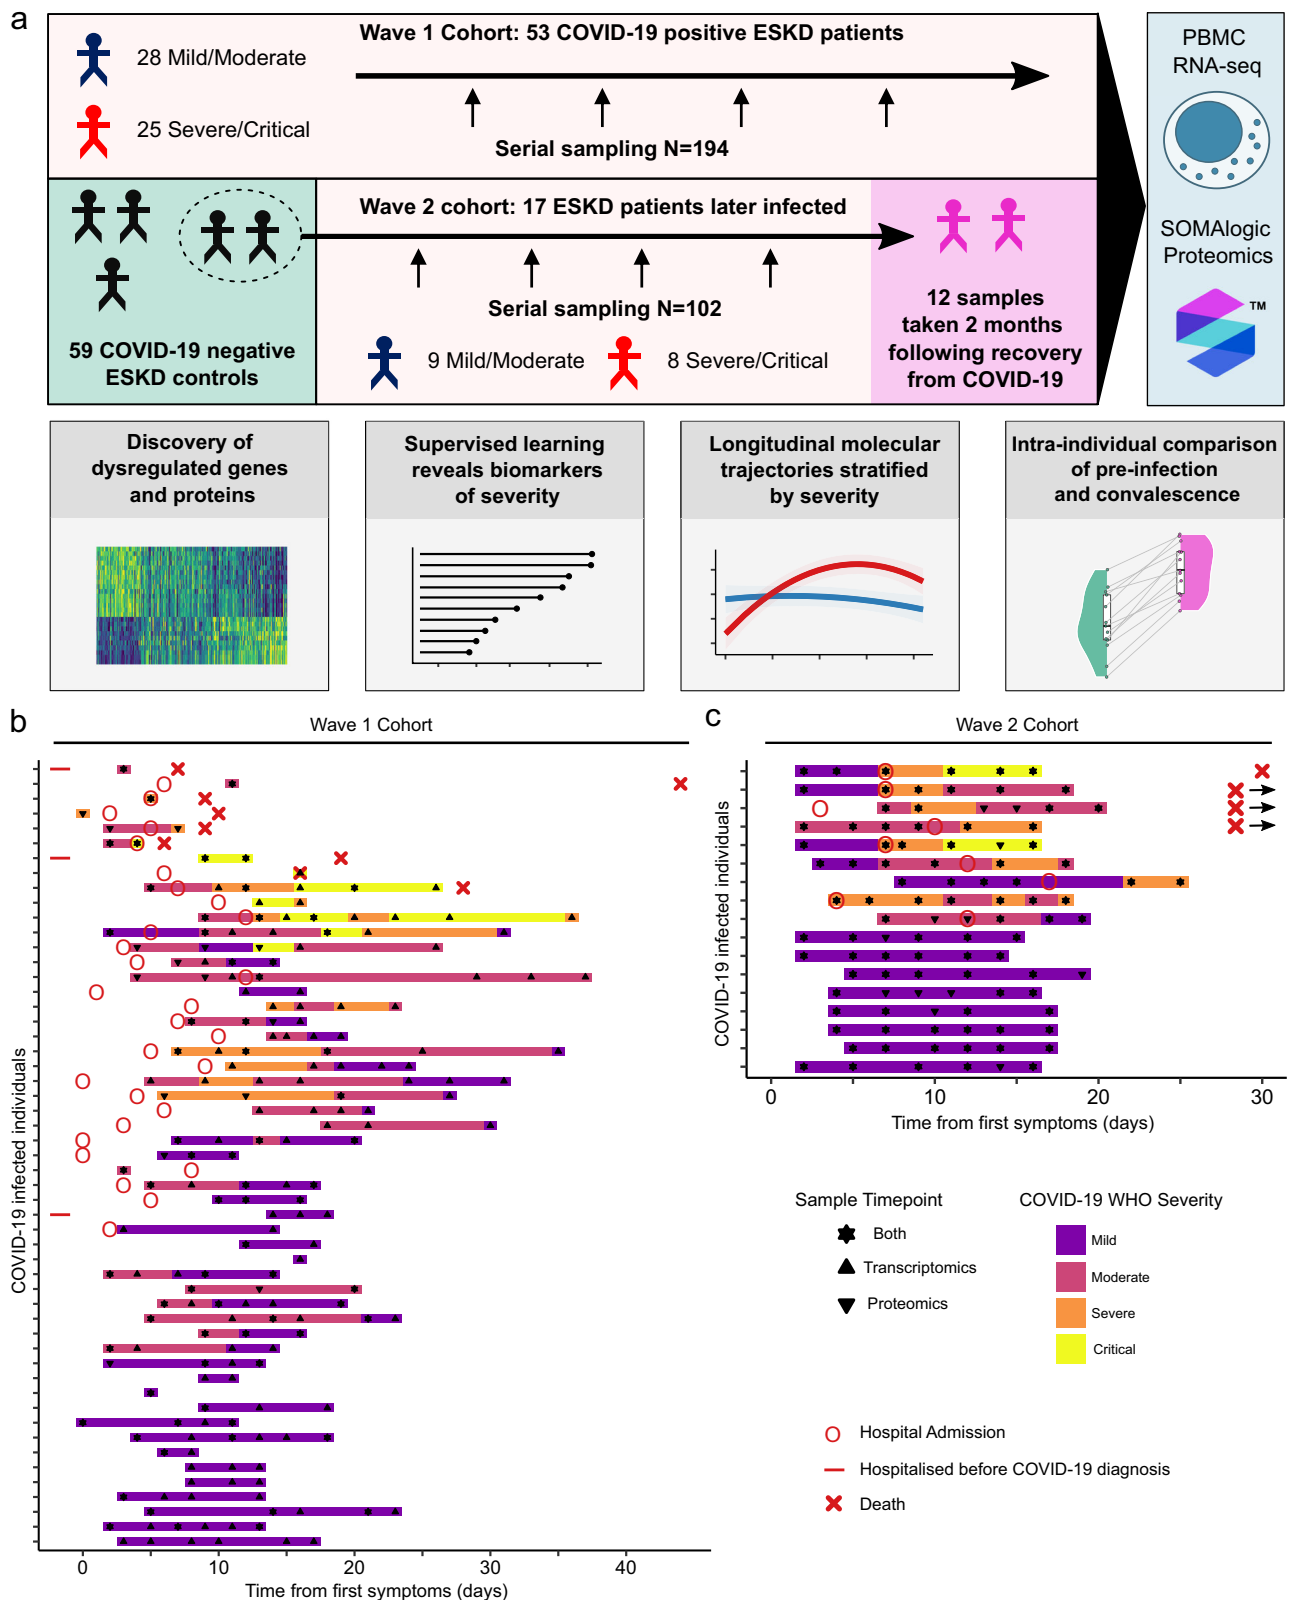 a
Wave 1 Cohort: 53 COVID-19 positive ESKD patients
28 Mild/Moderate
25 Severe/Critical
Serial sampling N=194
PBMC
RNA-seq
Wave 2 cohort: 17 ESKD patients later infected
Serial sampling N=102
59 COVID-19 negative
ESKD controls
9 Mild/Moderate
8 Severe/Critical
12 samples
taken 2 months
following recovery
from COVID-19
SOMAlogic
Proteomics
TM
Discovery of
dysregulated genes
and proteins
Supervised learning
reveals biomarkers
of severity
Longitudinal molecular
trajectories stratified
by severity
Intra-individual comparison
of pre-infection
and convalescence
b
Wave 1 Cohort
COVID-19 infected individuals
0 10 20 30 40
Time from first symptoms (days)
c
Wave 2 Cohort
COVID-19 infected individuals
0 10 20 30
Time from first symptoms (days)
Sample Timepoint
Both
Transcriptomics
Proteomics
COVID-19 WHO Severity
Mild
Moderate
Severe
Critical
Hospital Admission
Hospitalised before COVID-19 diagnosis
Death